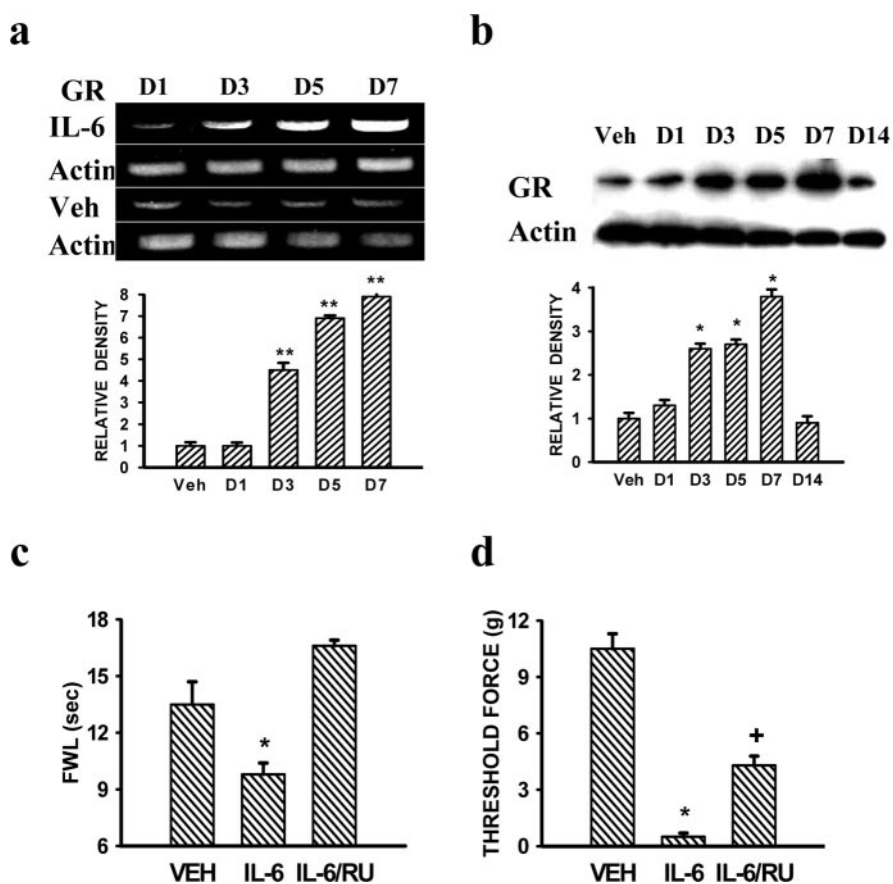 a
GR D1 D3 D5 D7
IL-6
Actin
Veh
Actin
RELATIVE DENSITY
8
7
6
5
4
3
2
1
0
** ** **
Veh D1 D3 D5 D7
b
Veh D1 D3 D5 D7 D14
GR
Actin
RELATIVE DENSITY
4
3
2
1
0
* * *
Veh D1 D3 D5 D7 D14
c
FWL (sec)
18
15
12
9
6
*
VEH IL-6 IL-6/RU
d
THRESHOLD FORCE (g)
12
9
6
3
0
* +
VEH IL-6 IL-6/RU